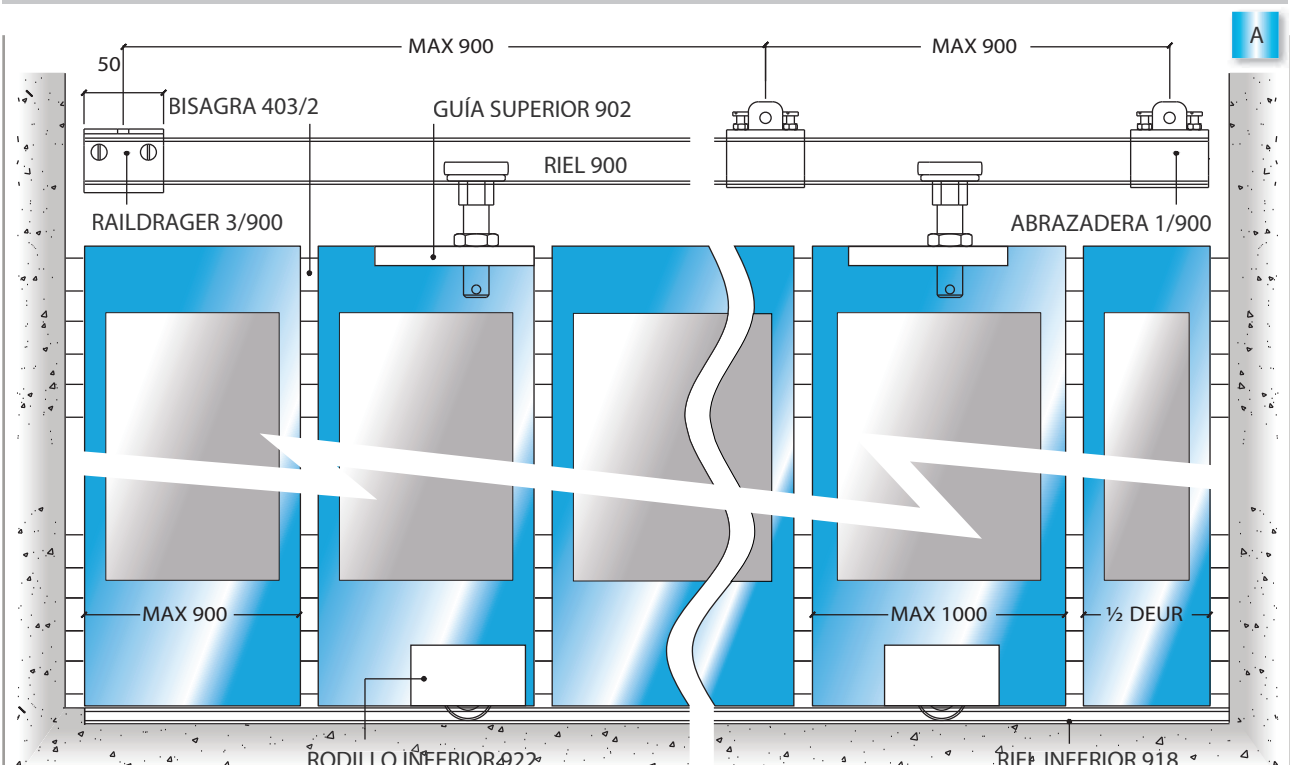 MAX 900
MAX 900
A
50
BISAGRA 403/2
GUÍA SUPERIOR 902
RIEL 900
RAILDRAGER 3/900
ABRAZADERA 1/900
MAX 900
MAX 1000
½ DEUR
RODILLO INFERIOR 922
RIEL INFERIOR 918